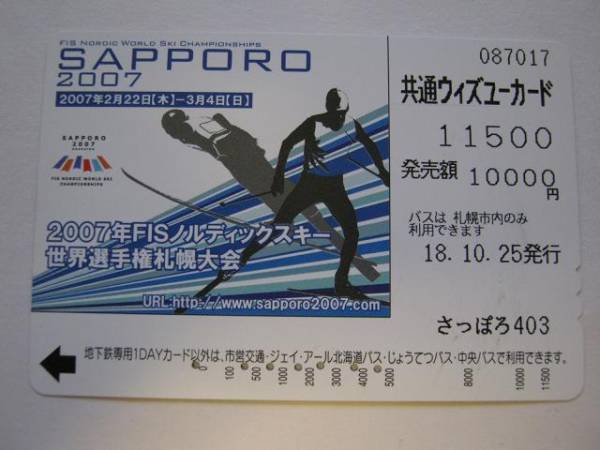 FIS NORDIC WORLD SKI CHAMPIONSHIPS
SAPPORO
2007
2007年2月22日[木]－3月4日[日]
SAPPORO
2007
FIS NORDIC WORLD SKI
CHAMPIONSHIPS
2007年FISノルディックスキー
世界選手権札幌大会
URL:http://www.sapporo2007.com
087017
共通ウィズユーカード
11500
発売額 10000円
バスは 札幌市内のみ
利用できます
18.10.25発行
さっぽろ403
地下鉄専用1DAYカード以外は、市営交通・ジェイ・アール北海道バス・じょうてつバス・中央バスで利用できます。
0 100 500 1000 2000 3000 4000 5000 8000 10000 11500